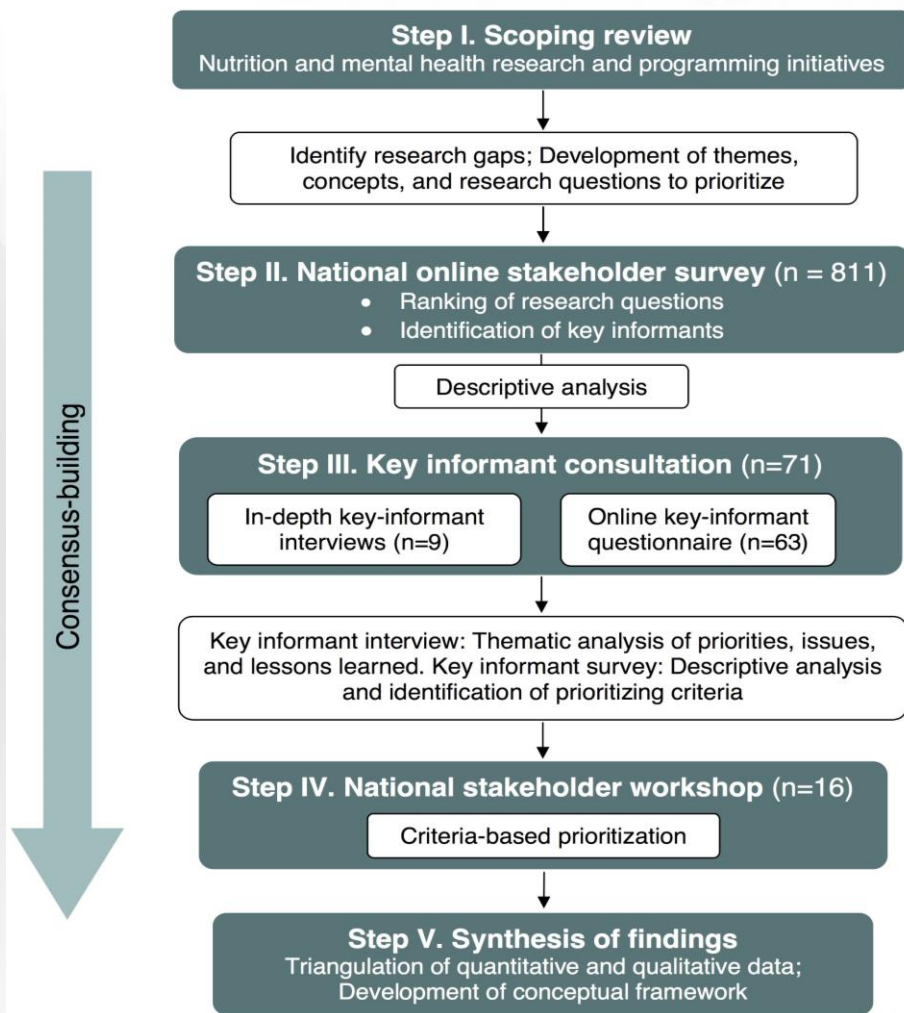 Step I. Scoping review
Nutrition and mental health research and programming initiatives
Identify research gaps; Development of themes,
concepts, and research questions to prioritize
Step II. National online stakeholder survey (n = 811)
• Ranking of research questions
• Identification of key informants
Descriptive analysis
Step III. Key informant consultation (n=71)
In-depth key-informant
interviews (n=9)
Online key-informant
questionnaire (n=63)
Key informant interview: Thematic analysis of priorities, issues,
and lessons learned. Key informant survey: Descriptive analysis
and identification of prioritizing criteria
Step IV. National stakeholder workshop (n=16)
Criteria-based prioritization
Step V. Synthesis of findings
Triangulation of quantitative and qualitative data;
Development of conceptual framework
Consensus-building